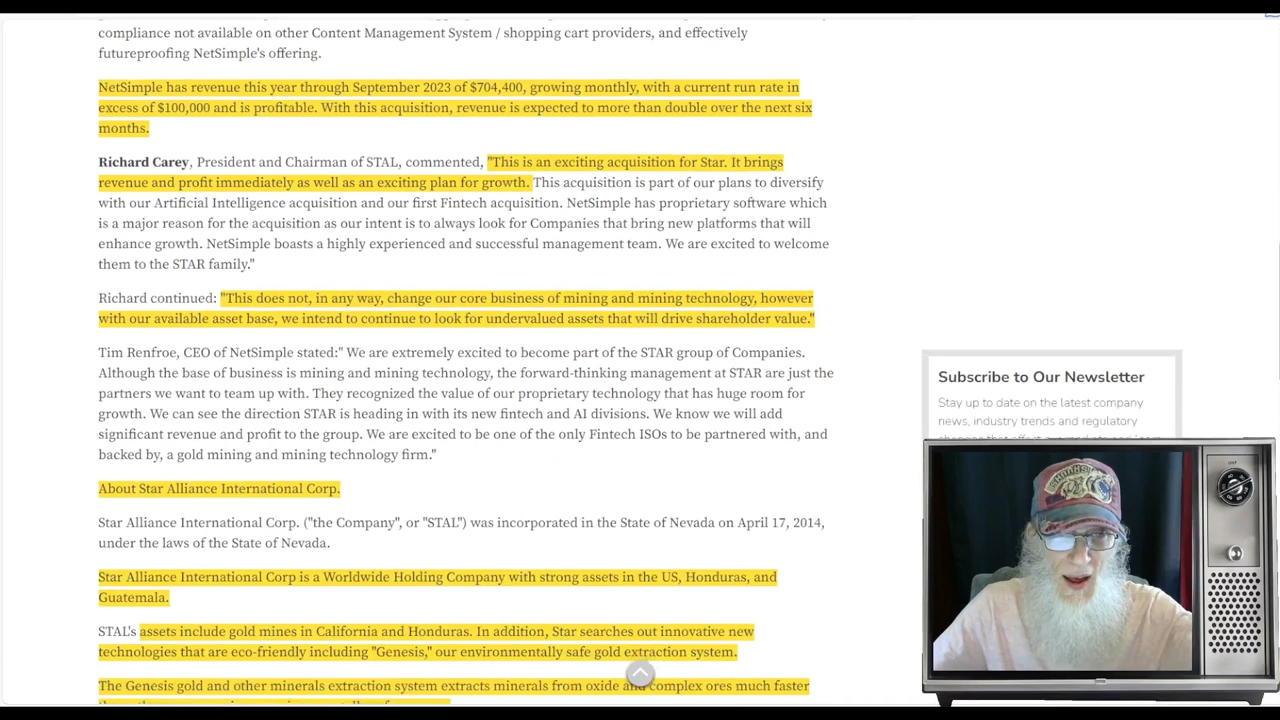 compliance not available on other Content Management System / shopping cart providers, and effectively
futureproofing NetSimple's offering.
NetSimple has revenue this year through September 2023 of $704,400, growing monthly, with a current run rate in
excess of $100,000 and is profitable. With this acquisition, revenue is expected to more than double over the next six
months.
Richard Carey, President and Chairman of STAL, commented, "This is an exciting acquisition for Star. It brings
revenue and profit immediately as well as an exciting plan for growth. This acquisition is part of our plans to diversify
with our Artificial Intelligence acquisition and our first Fintech acquisition. NetSimple has proprietary software which
is a major reason for the acquisition as our intent is to always look for Companies that bring new platforms that will
enhance growth. NetSimple boasts a highly experienced and successful management team. We are excited to welcome
them to the STAR family."
Richard continued: "This does not, in any way, change our core business of mining and mining technology, however
with our available asset base, we intend to continue to look for undervalued assets that will drive shareholder value."
Tim Renfroe, CEO of NetSimple stated:" We are extremely excited to become part of the STAR group of Companies.
Although the base of business is mining and mining technology, the forward-thinking management at STAR are just the
partners we want to team up with. They recognized the value of our proprietary technology that has huge room for
growth. We can see the direction STAR is heading in with its new fintech and AI divisions. We know we will add
significant revenue and profit to the group. We are excited to be one of the only Fintech ISOs to be partnered with, and
backed by, a gold mining and mining technology firm."
About Star Alliance International Corp.
Star Alliance International Corp. ("the Company", or "STAL") was incorporated in the State of Nevada on April 17, 2014,
under the laws of the State of Nevada.
Star Alliance International Corp is a Worldwide Holding Company with strong assets in the US, Honduras, and
Guatemala.
STAL's assets include gold mines in California and Honduras. In addition, Star searches out innovative new
technologies that are eco-friendly including "Genesis," our environmentally safe gold extraction system.
The Genesis gold and other minerals extraction system extracts minerals from oxide and complex ores much faster
Subscribe to Our Newsletter
Stay up to date on the latest company
news, industry trends and regulatory